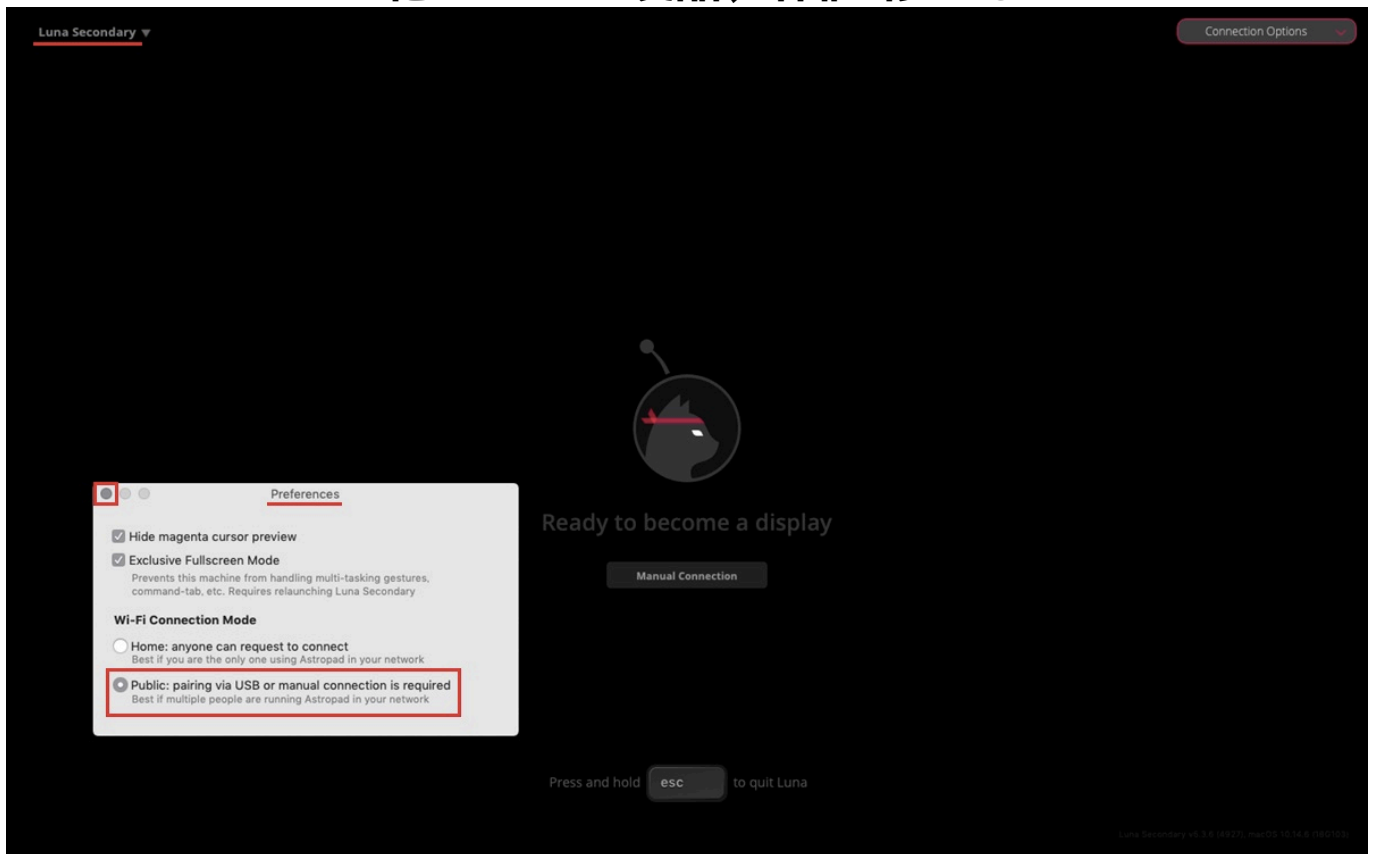 Luna Secondary ▼
Connection Options
Preferences
Hide magenta cursor preview
Exclusive Fullscreen Mode
Prevents this machine from handling multi-tasking gestures,
command-tab, etc. Requires relaunching Luna Secondary
Wi-Fi Connection Mode
Home: anyone can request to connect
Best if you are the only one using Astropad in your network
Public: pairing via USB or manual connection is required
Best if multiple people are running Astropad in your network
Ready to become a display
Manual Connection
Press and hold esc to quit Luna
Luna Secondary